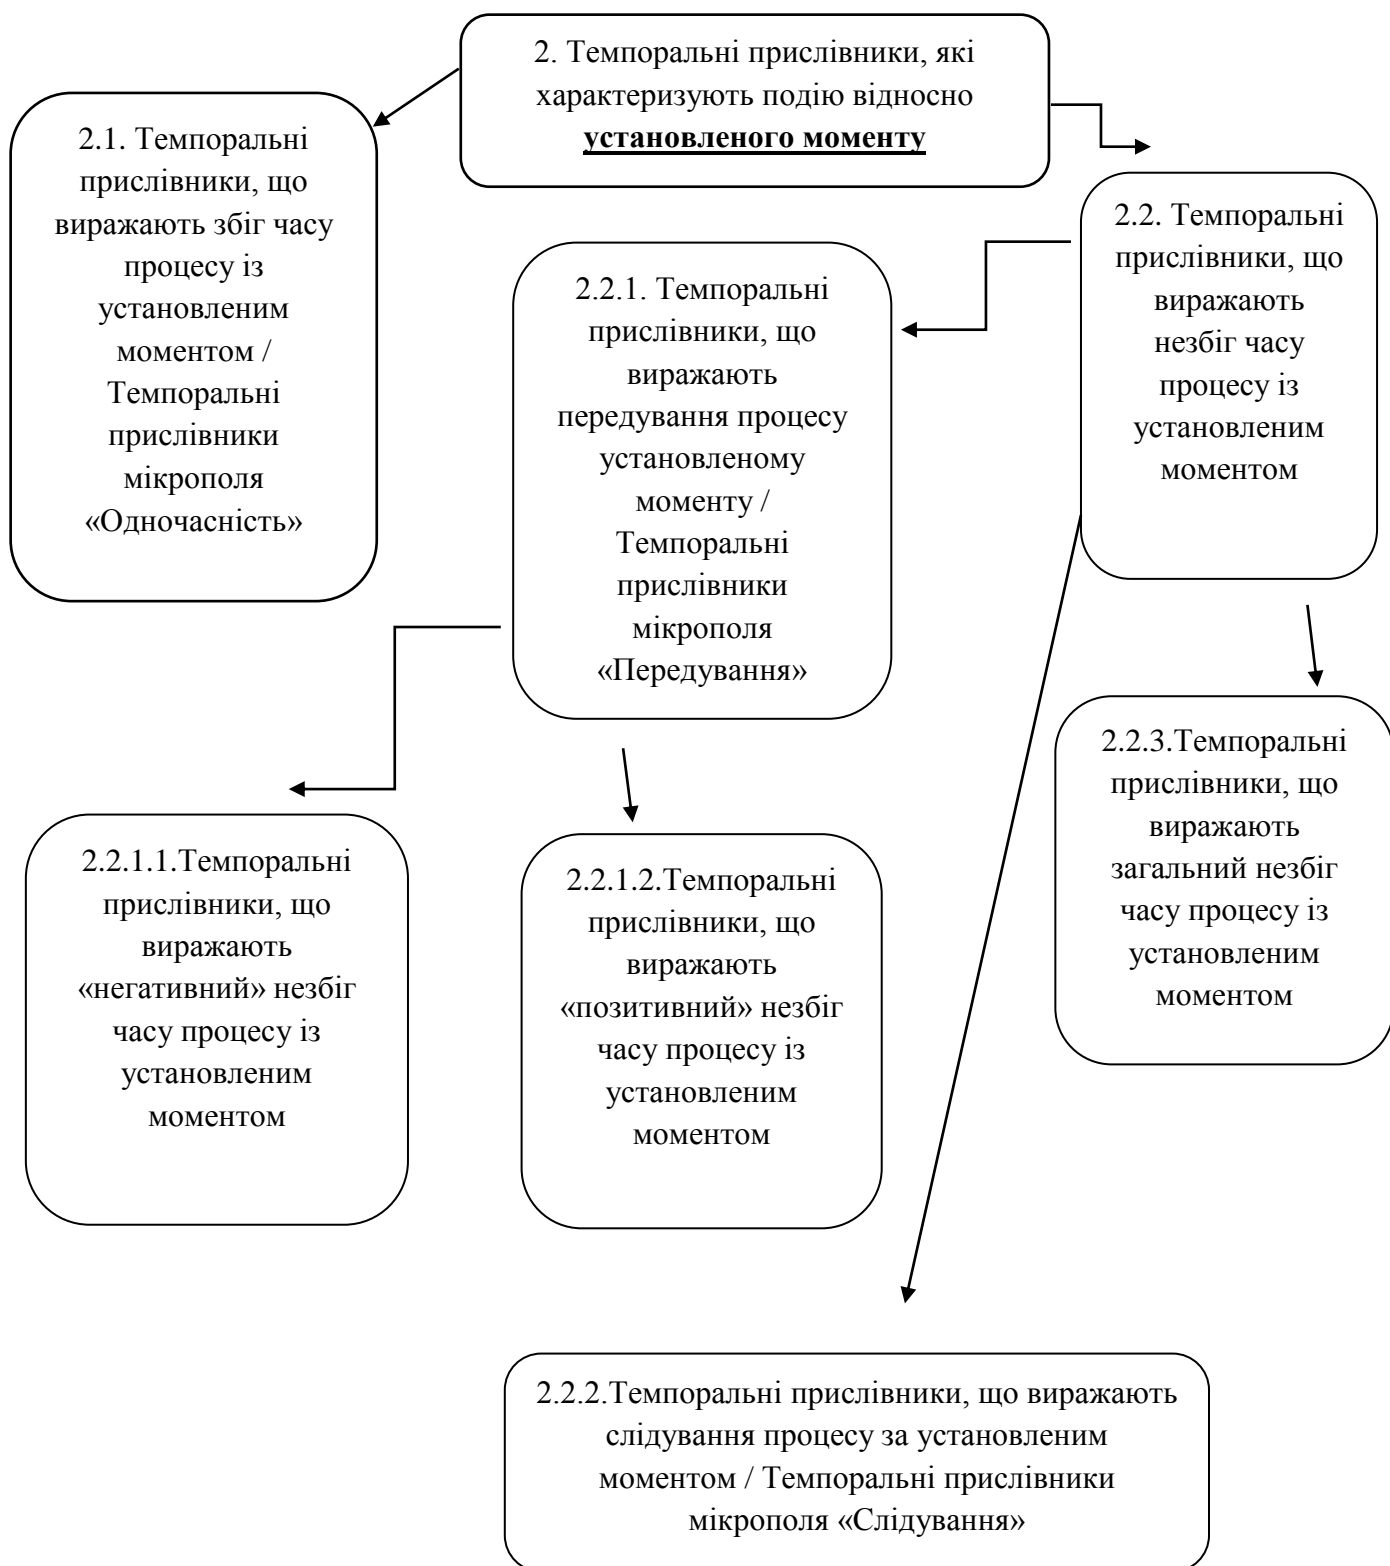 2. Темпоральні прислівники, які
характеризують подію відносно
установленого моменту
2.1. Темпоральні
прислівники, що
виражають збіг часу
процесу із
установленим
моментом /
Темпоральні
прислівники
мікрополя
«Одночасність»
2.2. Темпоральні
прислівники, що
виражають
незбіг часу
процесу із
установленим
моментом
2.2.1. Темпоральні
прислівники, що
виражають
передування процесу
установленому
моменту /
Темпоральні
прислівники
мікрополя
«Передування»
2.2.3.Темпоральні
прислівники, що
виражають
загальний незбіг
часу процесу із
установленим
моментом
2.2.1.1.Темпоральні
прислівники, що
виражають
«негативний» незбіг
часу процесу із
установленим
моментом
2.2.1.2.Темпоральні
прислівники, що
виражають
«позитивний» незбіг
часу процесу із
установленим
моментом
2.2.2.Темпоральні прислівники, що виражають
слідування процесу за установленим
моментом / Темпоральні прислівники
мікрополя «Слідування»